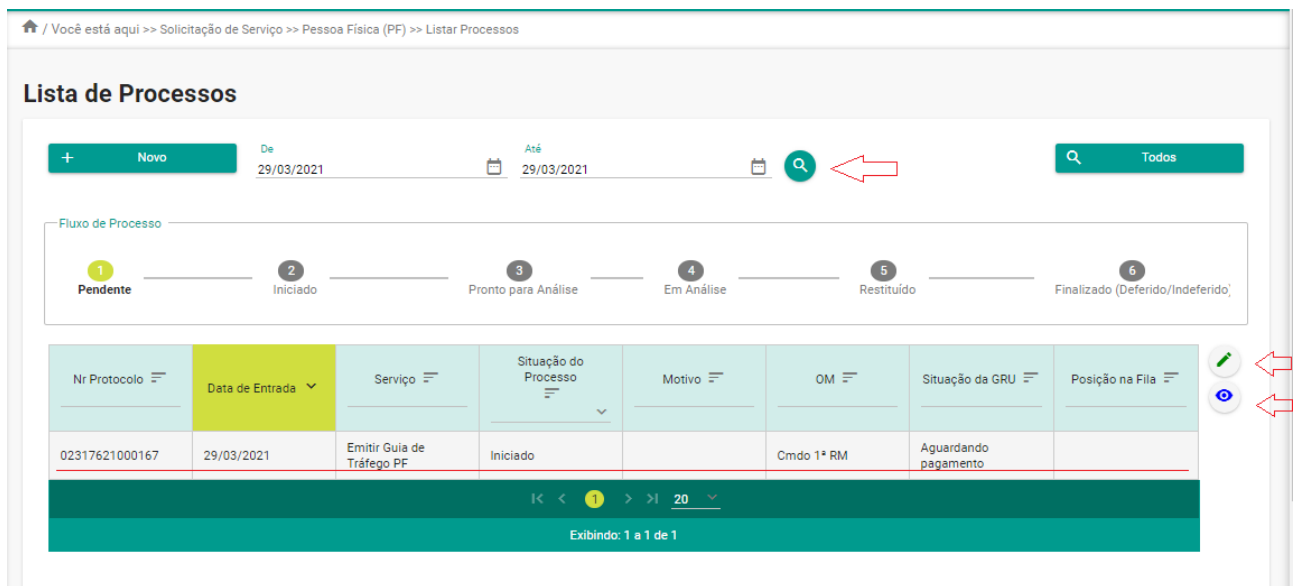 / Você está aqui >> Solicitação de Serviço >> Pessoa Física (PF) >> Listar Processos
Lista de Processos
+ Novo
De
29/03/2021
Até
29/03/2021
Todos
Fluxo de Processo
1
Pendente
2
Iniciado
3
Pronto para Análise
4
Em Análise
5
Restituído
6
Finalizado (Deferido/Indeferido)
Nr Protocolo
Data de Entrada
Serviço
Situação do
Processo
Motivo
OM
Situação da GRU
Posição na Fila
02317621000167
29/03/2021
Emitir Guia de
Tráfego PF
Iniciado
Cmdo 1ª RM
Aguardando
pagamento
1
20
Exibindo: 1 a 1 de 1